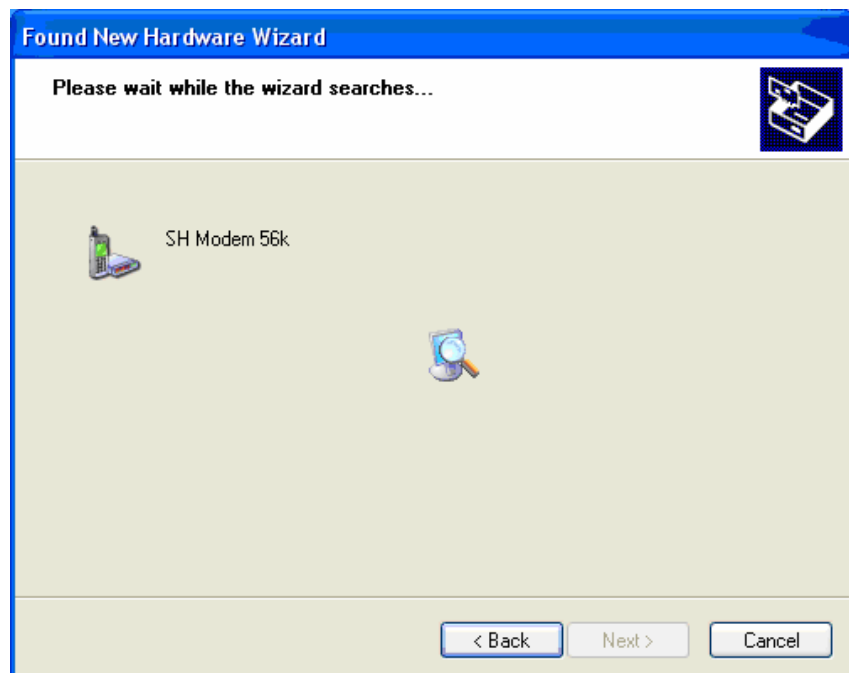 Found New Hardware Wizard
Please wait while the wizard searches...
SH Modem 56k
< Back
Next >
Cancel